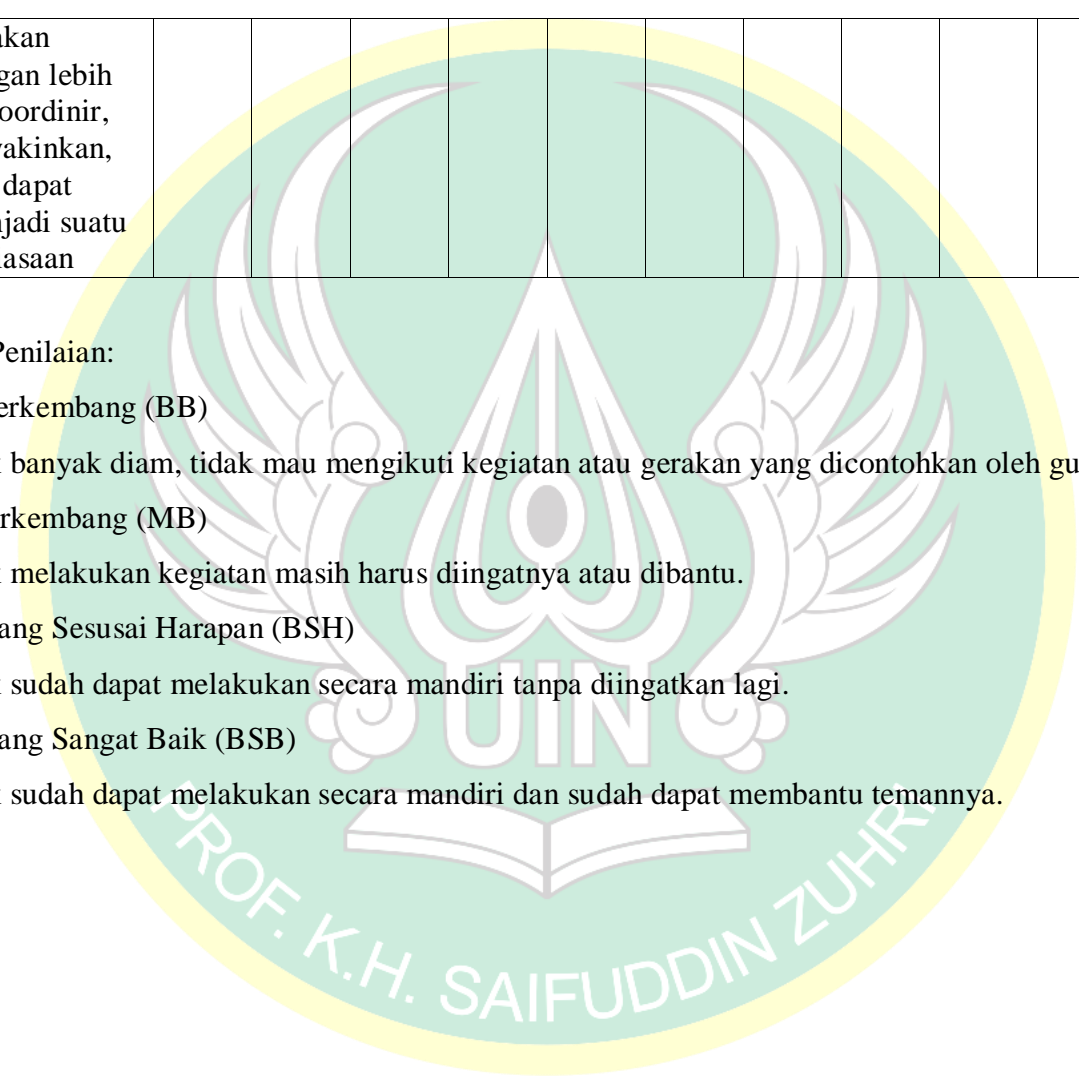 akan
gan lebih
oordinir,
akinkan,
dapat
jadi suatu
asaan
Penilaian:
erkembang (BB)
banyak diam, tidak mau mengikuti kegiatan atau gerakan yang dicontohkan oleh gu
rkembang (MB)
melakukan kegiatan masih harus diingatnya atau dibantu.
ang Sesusai Harapan (BSH)
sudah dapat melakukan secara mandiri tanpa diingatkan lagi.
ang Sangat Baik (BSB)
sudah dapat melakukan secara mandiri dan sudah dapat membantu temannya.
UIN
PROF. K.H. SAIFUDDIN ZUHRI